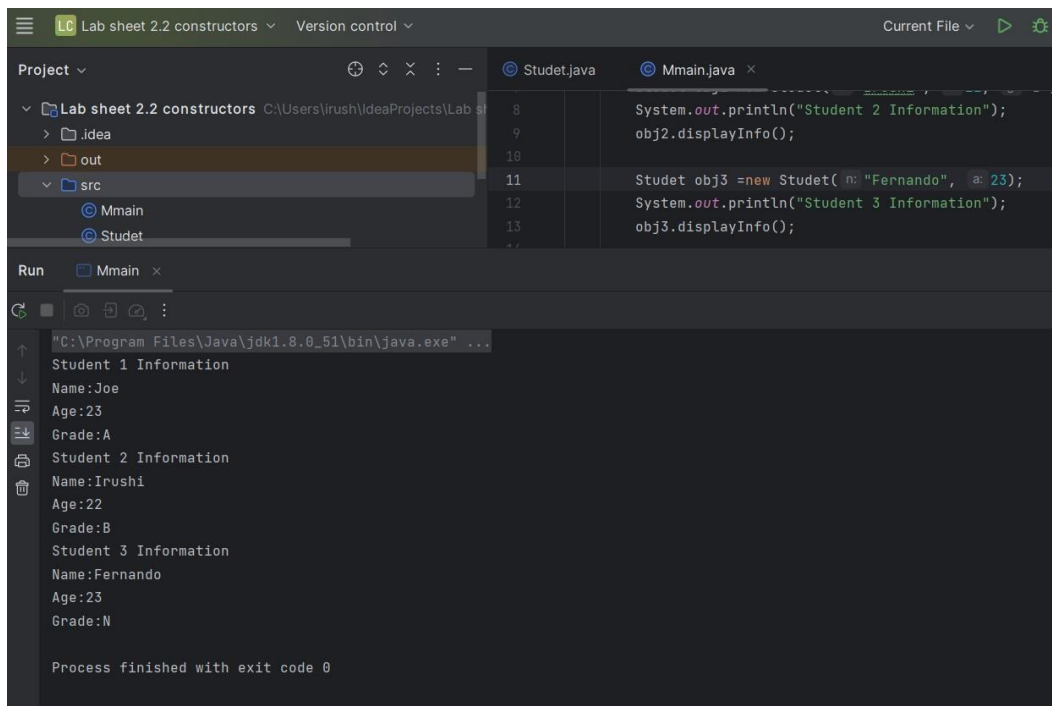 LC Lab sheet 2.2 constructors Version control Current File
Project
Studet.java Mmain.java
Lab sheet 2.2 constructors C:\Users\irush\IdeaProjects\Lab
.idea
out
src
Mmain
Studet
8 System.out.println("Student 2 Information");
9 obj2.displayInfo();
10
11 Studet obj3 =new Studet( n: "Fernando", a: 23);
12 System.out.println("Student 3 Information");
13 obj3.displayInfo();
Run Mmain
"C:\Program Files\Java\jdk1.8.0_51\bin\java.exe" ...
Student 1 Information
Name:Joe
Age:23
Grade:A
Student 2 Information
Name:Irushi
Age:22
Grade:B
Student 3 Information
Name:Fernando
Age:23
Grade:N
Process finished with exit code 0